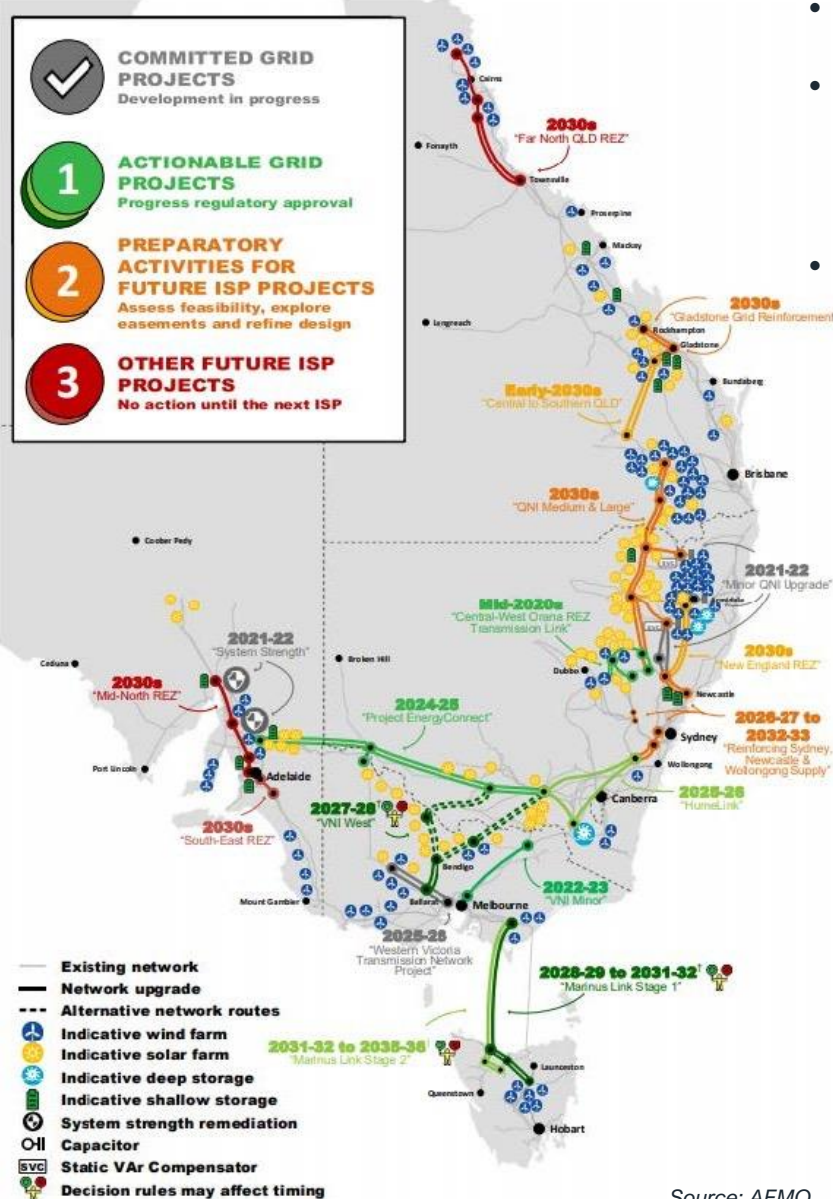 COMMITTED GRID
PROJECTS
Development in progress
1
ACTIONABLE GRID
PROJECTS
Progress regulatory approval
2
PREPARATORY
ACTIVITIES FOR
FUTURE ISP PROJECTS
Assess feasibility, explore
easements and refine design
3
OTHER FUTURE ISP
PROJECTS
No action until the next ISP
Cairns
Forsyth
2030s
"Far North QLD REZ"
Townsville
Proserpine
Mackay
Longreach
2030s
"Gladstone Grid Reinforcement
Rockhampton
Gladstone
Bundaberg
Early-2030s
"Central to Southern QLD"
Brisbane
2030s
"QNI Medium & Large"
Coober Pedy
SVC
2021-22
"Minor QNI Upgrade"
Armidale
Mid-2020s
"Central-West Orana REZ
Transmission Link"
SVC
2021-22
"System Strength"
Ceduna
Broken Hill
Dubbo
2030s
"New England REZ"
2030s
"Mid-North REZ"
Newcastle
2024-25
"Project EnergyConnect"
2026-27 to
2032-33
"Reinforcing Sydney,
Newcastle &
Wollongong Supply"
Sydney
Wollongong
Port Lincoln
Adelaide
2025-26
"HumeLink"
Canberra
2027-28†
"VNI West"
2030s
"South-East REZ"
Bendigo
2022-23
"VNI Minor"
Mount Gambier
Ballarat
Melbourne
2025-26
"Western Victoria
Transmission Network
Project"
2028-29 to 2031-32†
"Marinus Link Stage 1"
2031-32 to 2035-36
"Marinus Link Stage 2"
Launceston
Queenstown
Hobart
Existing network
Network upgrade
Alternative network routes
Indicative wind farm
Indicative solar farm
Indicative deep storage
Indicative shallow storage
System strength remediation
Capacitor
SVC Static VAr Compensator
Decision rules may affect timing
Source: AEMO